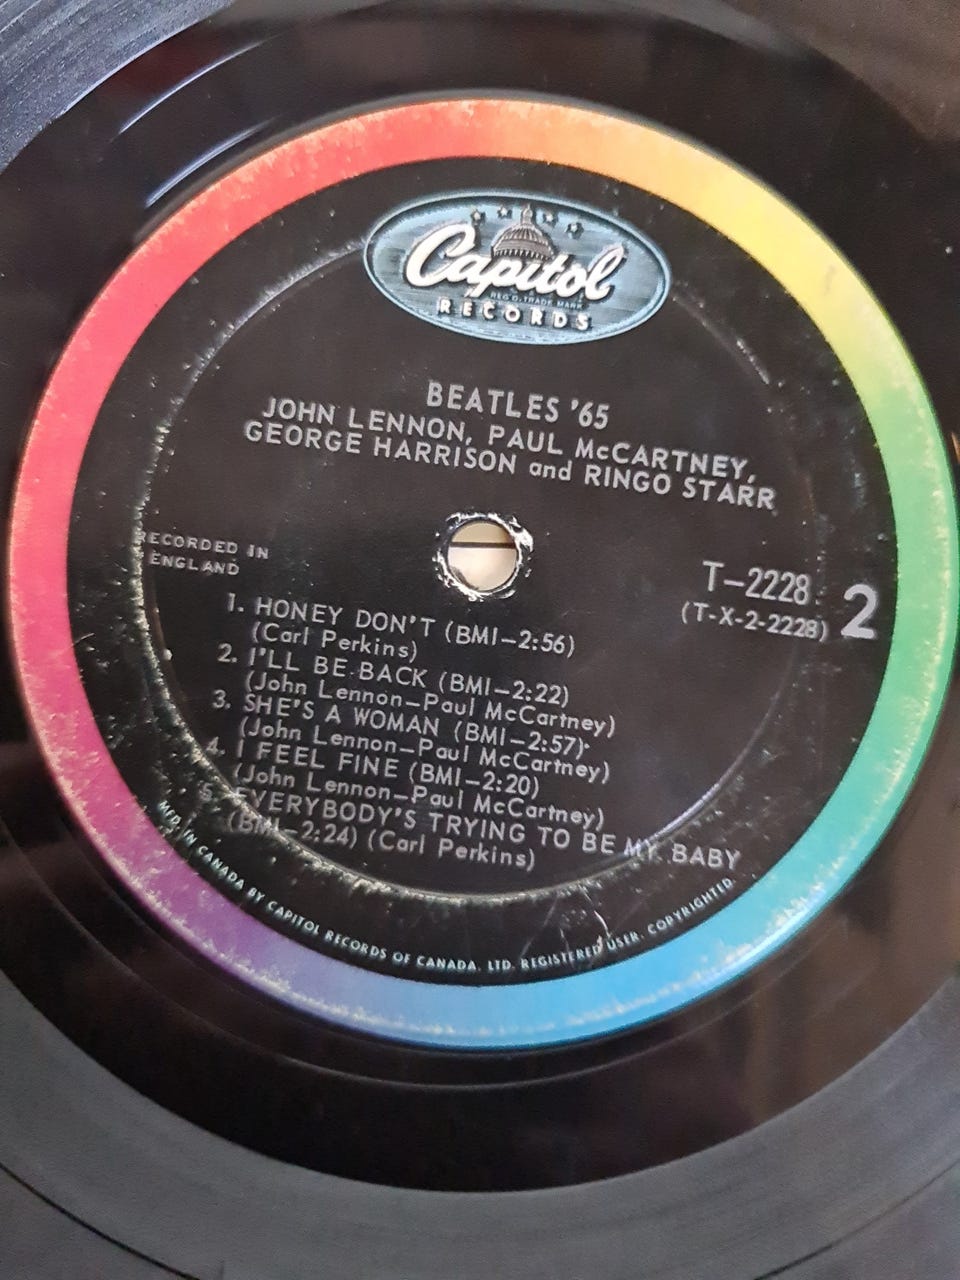 Capitol
REG'D. TRADE MARK
RECORDS
BEATLES '65
JOHN LENNON, PAUL McCARTNEY,
GEORGE HARRISON and RINGO STARR
RECORDED IN
ENGLAND
T-2228
(T-X-2-2228)
2
1. HONEY DON'T (BMI-2:56)
(Carl Perkins)
2. I'LL BE BACK (BMI-2:22)
(John Lennon-Paul McCartney)
3. SHE'S A WOMAN (BMI-2:57)
(John Lennon-Paul McCartney)
4. I FEEL FINE (BMI-2:20)
(John Lennon-Paul McCartney)
5. EVERYBODY'S TRYING TO BE MY BABY
(BMI-2:24) (Carl Perkins)
MFD. IN CANADA BY CAPITOL RECORDS OF CANADA, LTD. REGISTERED USER. COPYRIGHTED